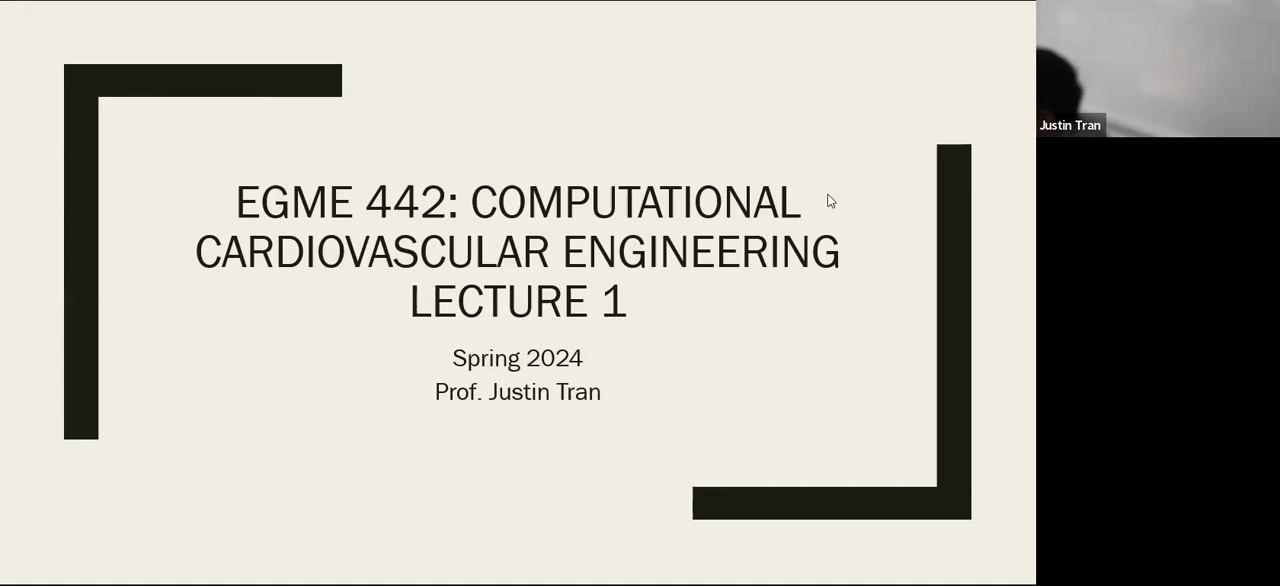 EGME 442: COMPUTATIONAL
CARDIOVASCULAR ENGINEERING
LECTURE 1
Spring 2024
Prof. Justin Tran
Justin Tran